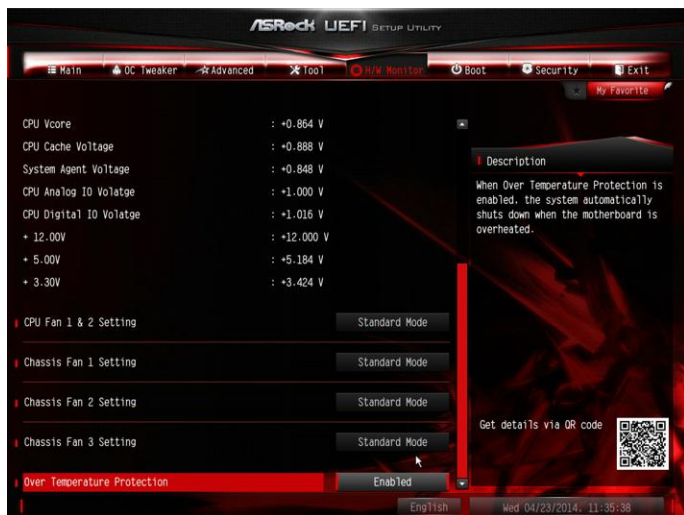 ASRock UEFI SETUP UTILITY
Main OC Tweaker Advanced Tool H/W Monitor Boot Security Exit
My Favorite
CPU Vcore : +0.864 V
CPU Cache Voltage : +0.888 V
System Agent Voltage : +0.848 V
CPU Analog IO Volatge : +1.000 V
CPU Digital IO Volatge : +1.016 V
+ 12.00V : +12.000 V
+ 5.00V : +5.184 V
+ 3.30V : +3.424 V
CPU Fan 1 & 2 Setting Standard Mode
Chassis Fan 1 Setting Standard Mode
Chassis Fan 2 Setting Standard Mode
Chassis Fan 3 Setting Standard Mode
Over Temperature Protection Enabled
Description
When Over Temperature Protection is
enabled. the system automatically
shuts down when the motherboard is
overheated.
Get details via QR code
English Wed 04/23/2014. 11:35:38